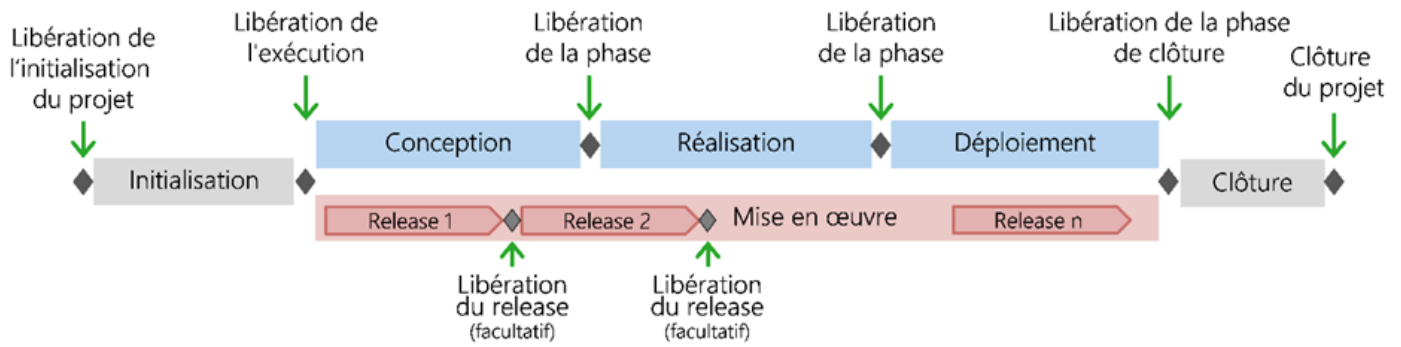 Libération de
l'initialisation
du projet
Libération de
l'exécution
Libération
de la phase
Libération
de la phase
Libération de la phase
de clôture
Clôture
du projet
Conception
Réalisation
Déploiement
Initialisation
Clôture
Release 1
Release 2
Mise en œuvre
Release n
Libération
du release
(facultatif)
Libération
du release
(facultatif)